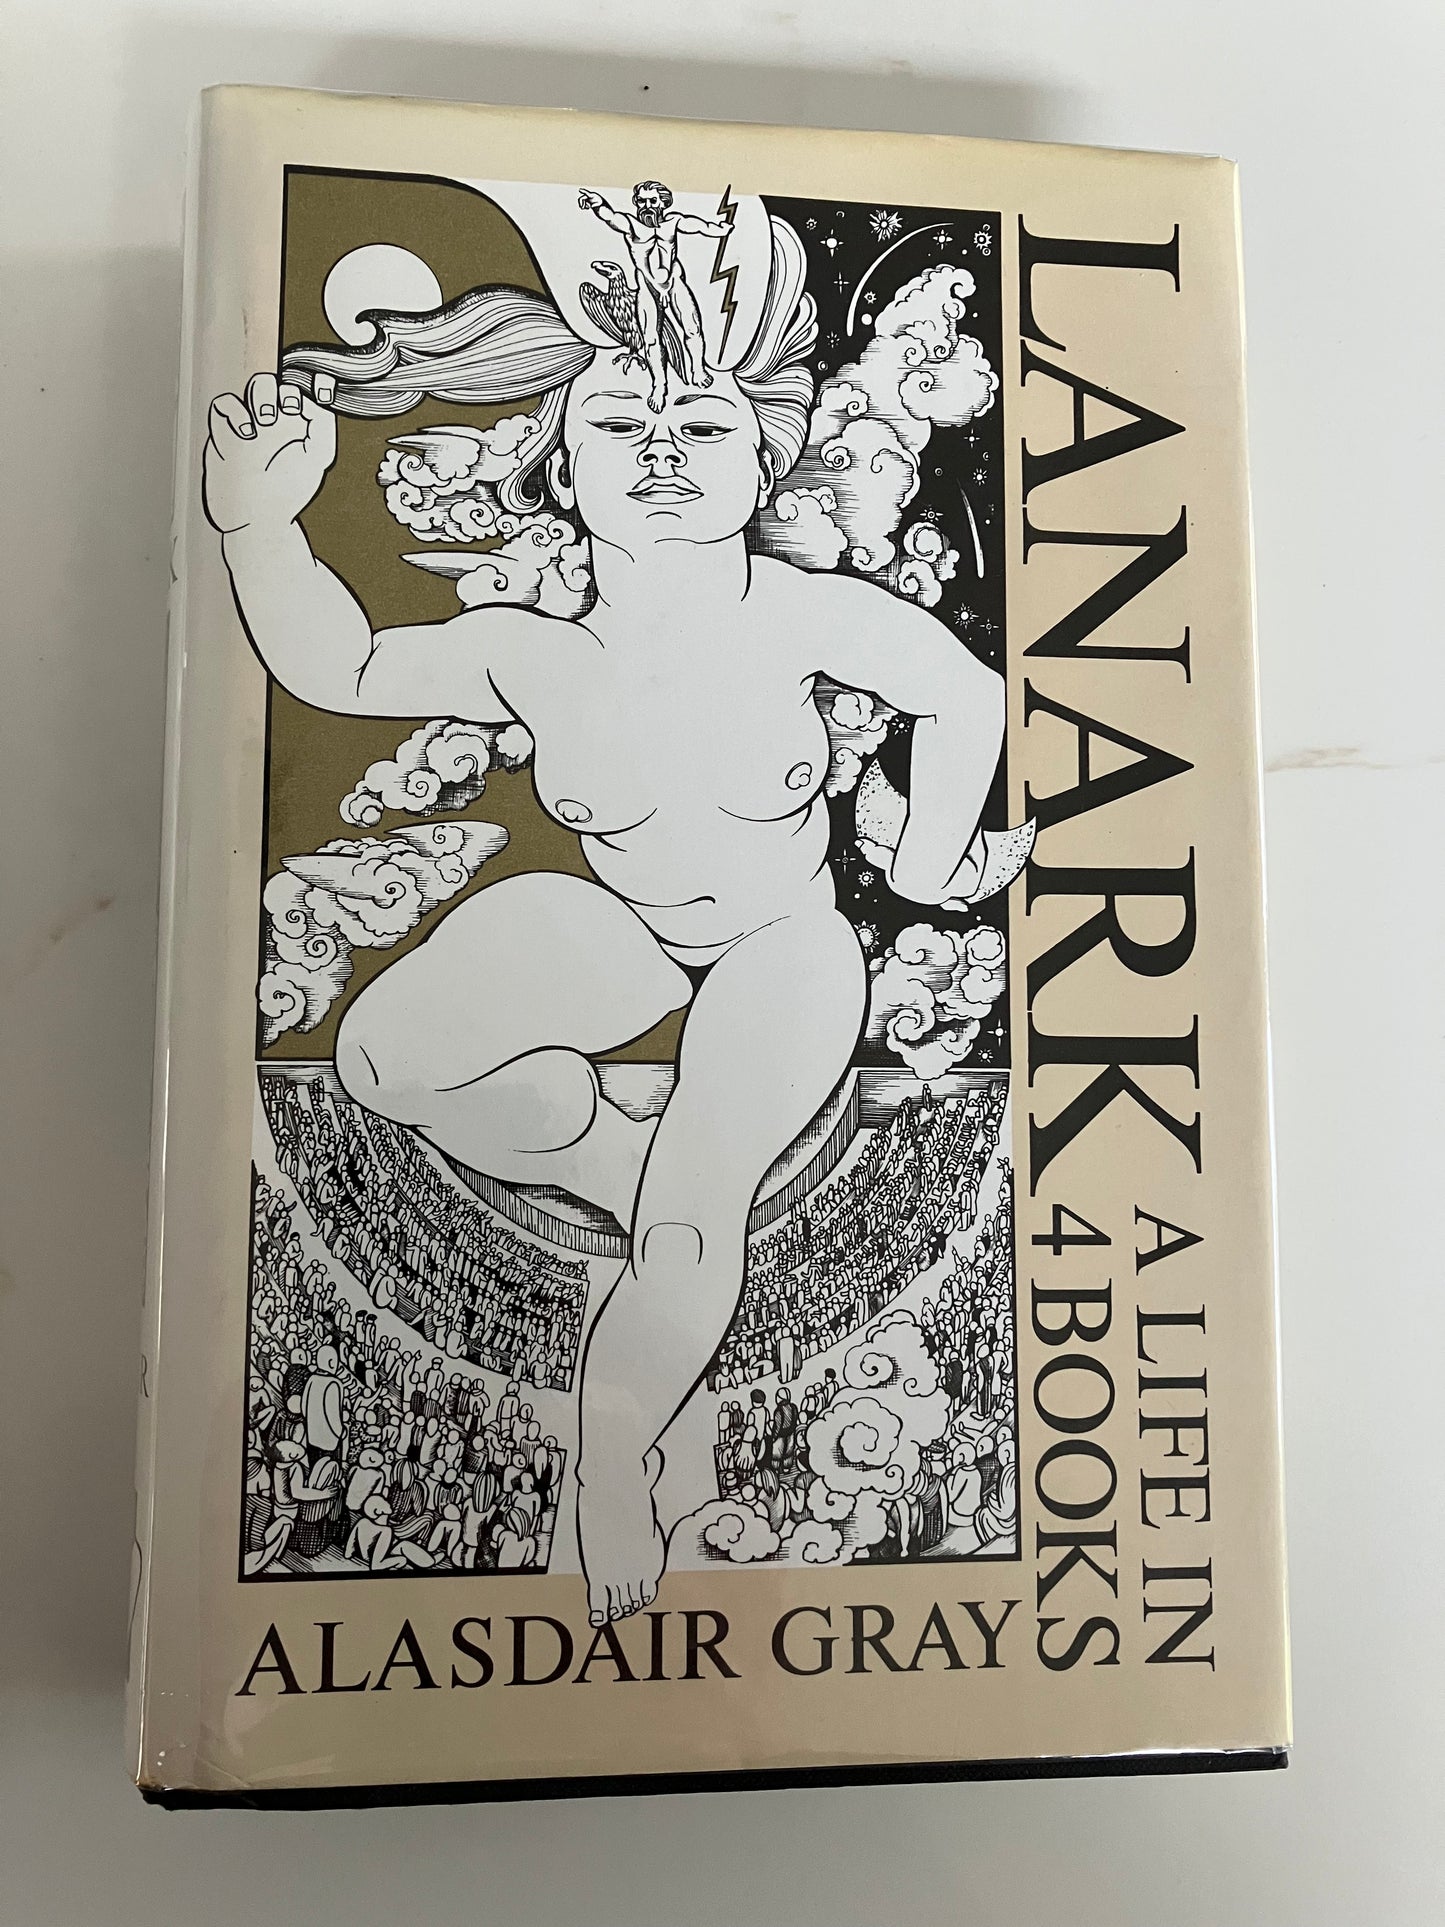 LANARK
A LIFE IN
4 BOOKS
ALASDAIR GRAY